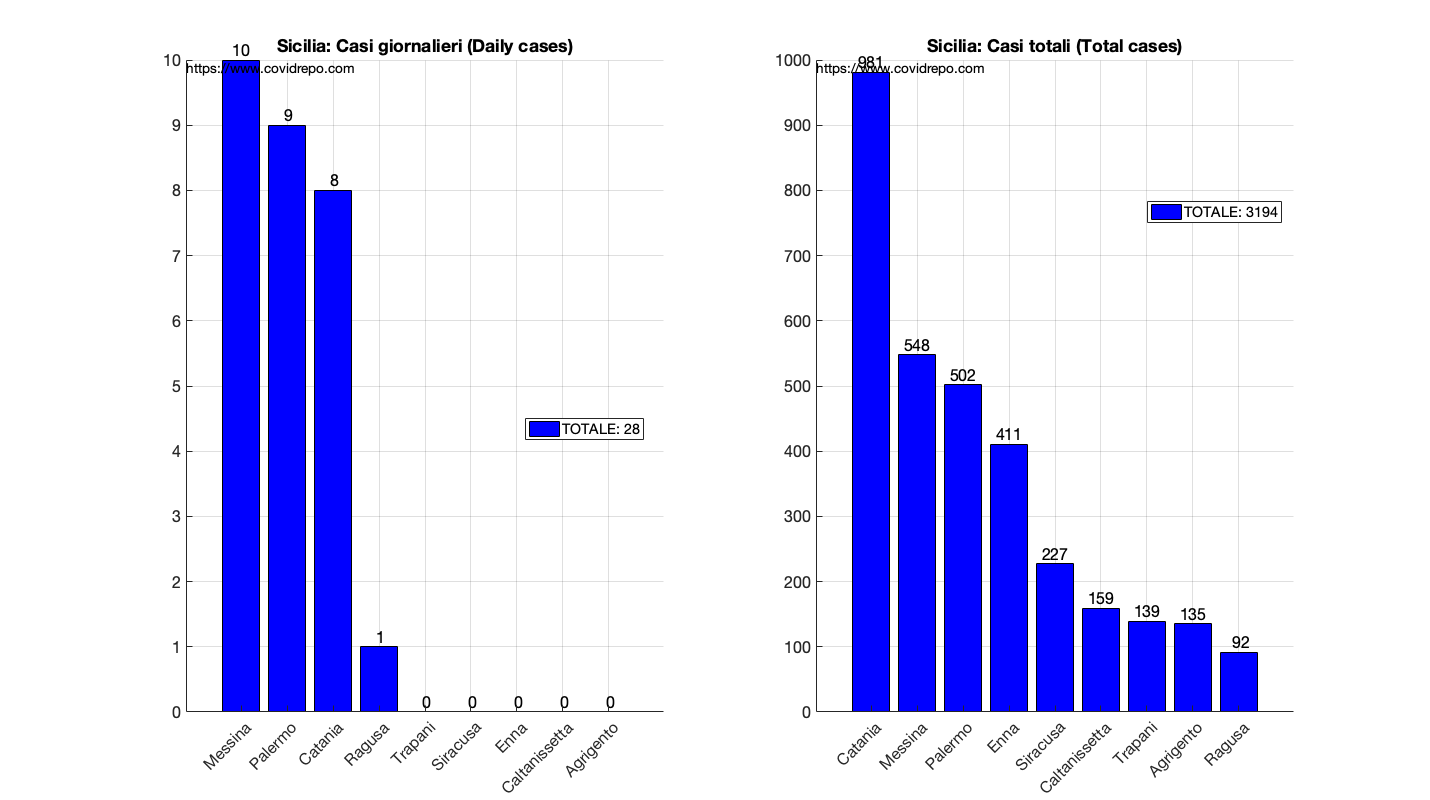 Sicilia: Casi giornalieri (Daily cases)
https://www.covidrepo.com
10
9
8
7
6
5
4
3
2
1
0
10
9
8
1
0
0
0
0
0
TOTALE: 28
Messina
Palermo
Catania
Ragusa
Trapani
Siracusa
Enna
Caltanissetta
Agrigento
Sicilia: Casi totali (Total cases)
https://www.covidrepo.com
1000
900
800
700
600
500
400
300
200
100
0
981
548
502
411
227
159
139
135
92
TOTALE: 3194
Catania
Messina
Palermo
Enna
Siracusa
Caltanissetta
Trapani
Agrigento
Ragusa